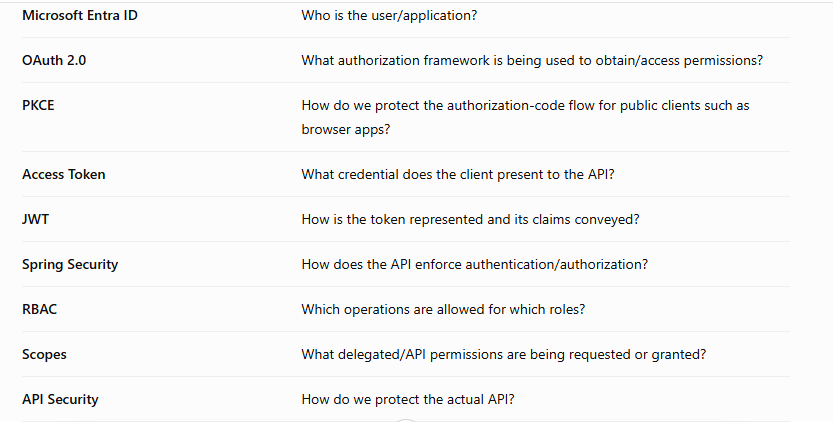 Microsoft Entra ID Who is the user/application?
OAuth 2.0 What authorization framework is being used to obtain/access permissions?
PKCE How do we protect the authorization-code flow for public clients such as
browser apps?
Access Token What credential does the client present to the API?
JWT How is the token represented and its claims conveyed?
Spring Security How does the API enforce authentication/authorization?
RBAC Which operations are allowed for which roles?
Scopes What delegated/API permissions are being requested or granted?
API Security How do we protect the actual API?